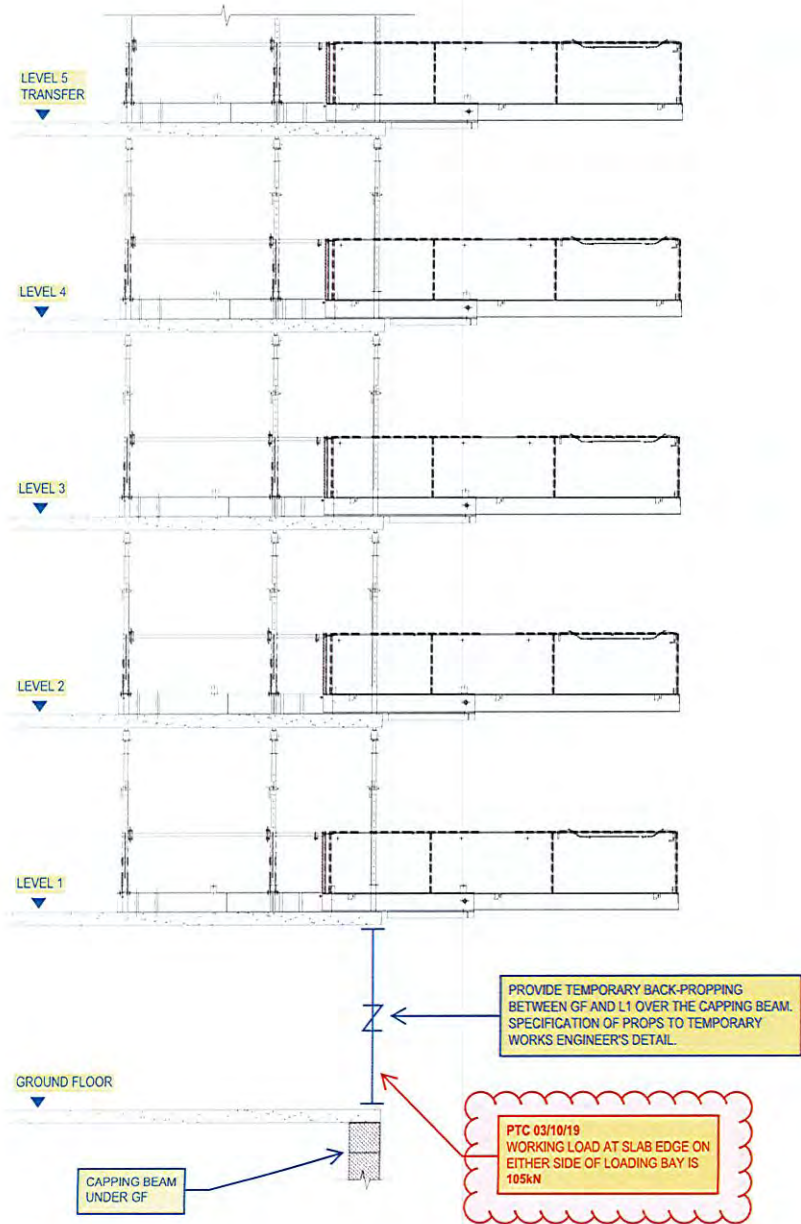 LEVEL 5
TRANSFER
LEVEL 4
LEVEL 3
LEVEL 2
LEVEL 1
PROVIDE TEMPORARY BACK-PROPPING
BETWEEN GF AND L1 OVER THE CAPPING BEAM.
SPECIFICATION OF PROPS TO TEMPORARY
WORKS ENGINEER'S DETAIL.
GROUND FLOOR
PTC 03/10/19
WORKING LOAD AT SLAB EDGE ON
EITHER SIDE OF LOADING BAY IS
105kN
CAPPING BEAM
UNDER GF